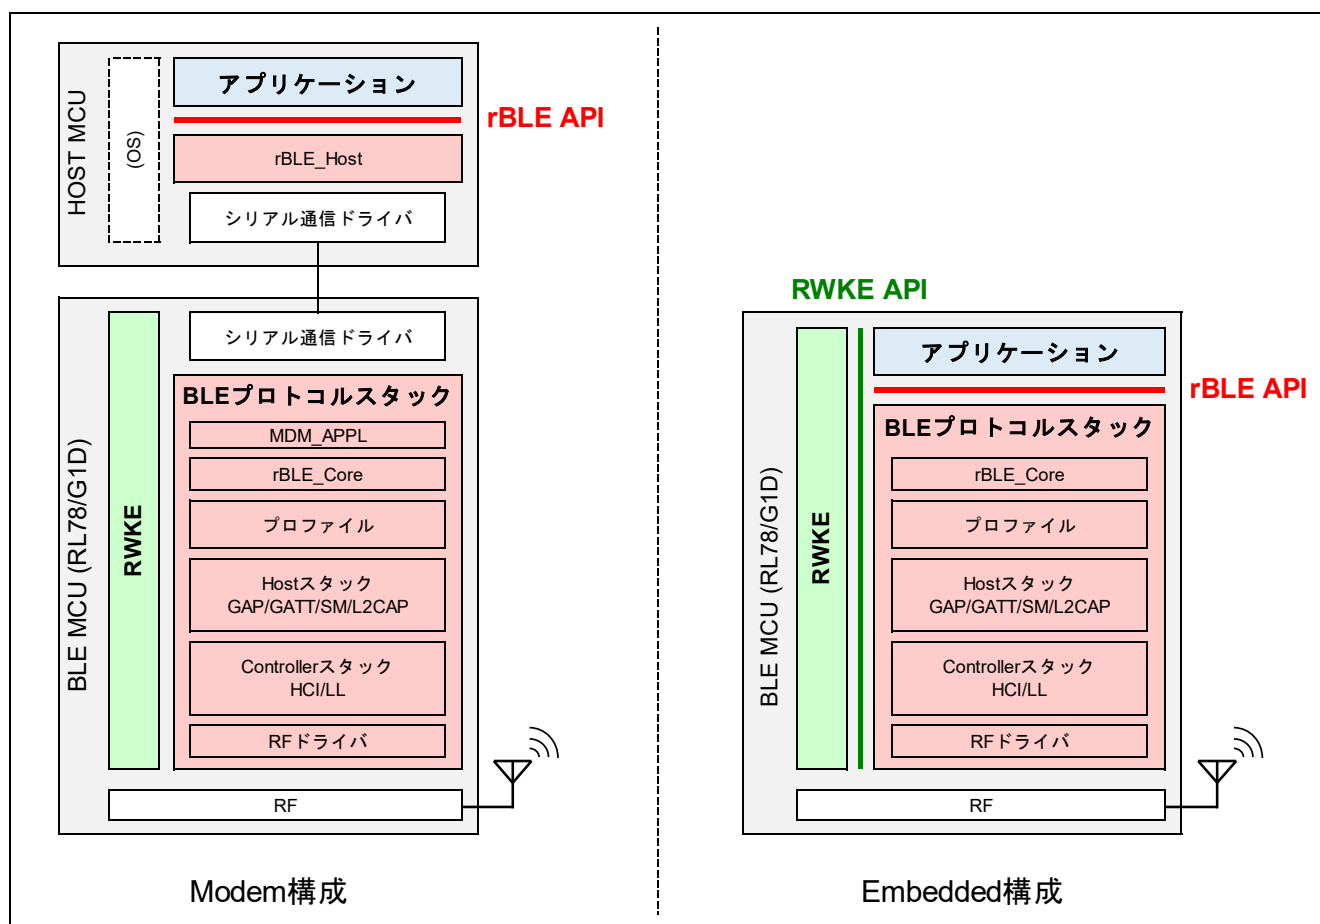 HOST MCU
(OS)
アプリケーション
rBLE API
rBLE_Host
シリアル通信ドライバ
BLE MCU (RL78/G1D)
RWKE
シリアル通信ドライバ
BLEプロトコルスタック
MDM_APPL
rBLE_Core
プロファイル
Hostスタック
GAP/GATT/SM/L2CAP
Controllerスタック
HCI/LL
RFドライバ
RF
Modem構成
RWKE API
BLE MCU (RL78/G1D)
RWKE
アプリケーション
rBLE API
BLEプロトコルスタック
rBLE_Core
プロファイル
Hostスタック
GAP/GATT/SM/L2CAP
Controllerスタック
HCI/LL
RFドライバ
RF
Embedded構成